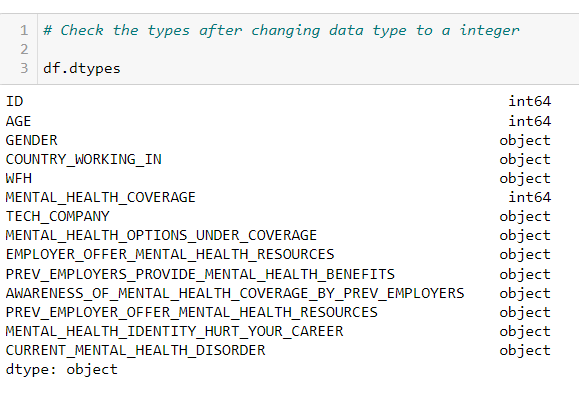 1 # Check the types after changing data type to a integer
2
3 df.dtypes
ID int64
AGE int64
GENDER object
COUNTRY_WORKING_IN object
WFH object
MENTAL_HEALTH_COVERAGE int64
TECH_COMPANY object
MENTAL_HEALTH_OPTIONS_UNDER_COVERAGE object
EMPLOYER_OFFER_MENTAL_HEALTH_RESOURCES object
PREV_EMPLOYERS_PROVIDE_MENTAL_HEALTH_BENEFITS object
AWARENESS_OF_MENTAL_HEALTH_COVERAGE_BY_PREV_EMPLOYERS object
PREV_EMPLOYER_OFFER_MENTAL_HEALTH_RESOURCES object
MENTAL_HEALTH_IDENTITY_HURT_YOUR_CAREER object
CURRENT_MENTAL_HEALTH_DISORDER object
dtype: object